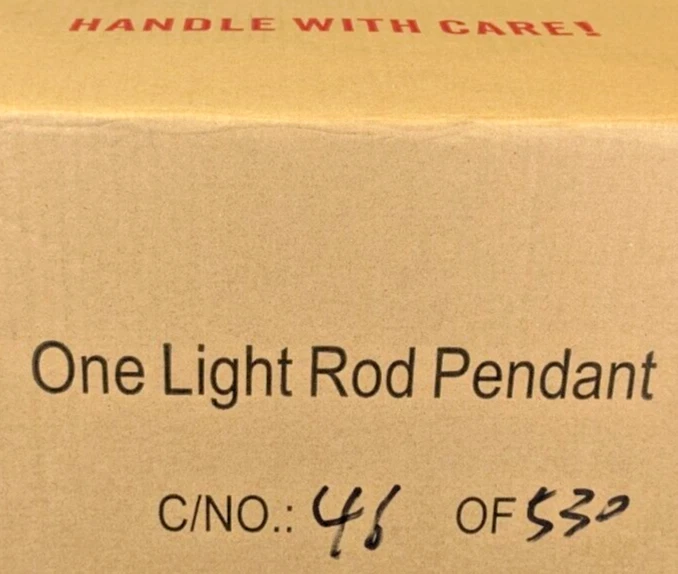 HANDLE WITH CARE!
One Light Rod Pendant
C/NO.: 46 OF 530